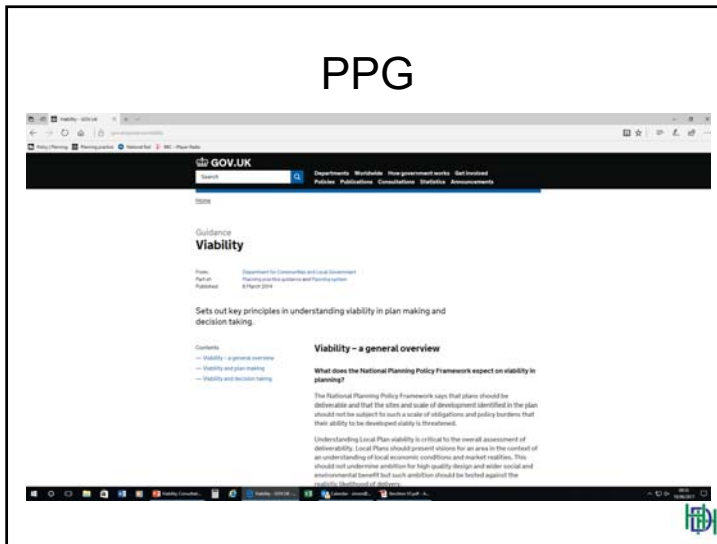 PPG
Viability - GOV.UK
GOV.UK
Search
Departments Worldwide How government works Get involved
Policies Publications Consultations Statistics Announcements
Home
Guidance
Viability
From: Department for Communities and Local Government
Part of: Planning practice guidance and Planning system
Published: 6 March 2014
Sets out key principles in understanding viability in plan making and
decision taking.
Contents
— Viability – a general overview
— Viability and plan making
— Viability and decision taking
Viability – a general overview
What does the National Planning Policy Framework expect on viability in
planning?
The National Planning Policy Framework says that plans should be
deliverable and that the sites and scale of development identified in the plan
should not be subject to such a scale of obligations and policy burdens that
their ability to be developed viably is threatened.
Understanding Local Plan viability is critical to the overall assessment of
deliverability. Local Plans should present visions for an area in the context of
an understanding of local economic conditions and market realities. This
should not undermine ambition for high quality design and wider social and
environmental benefit but such ambition should be tested against the
realistic likelihood of delivery.